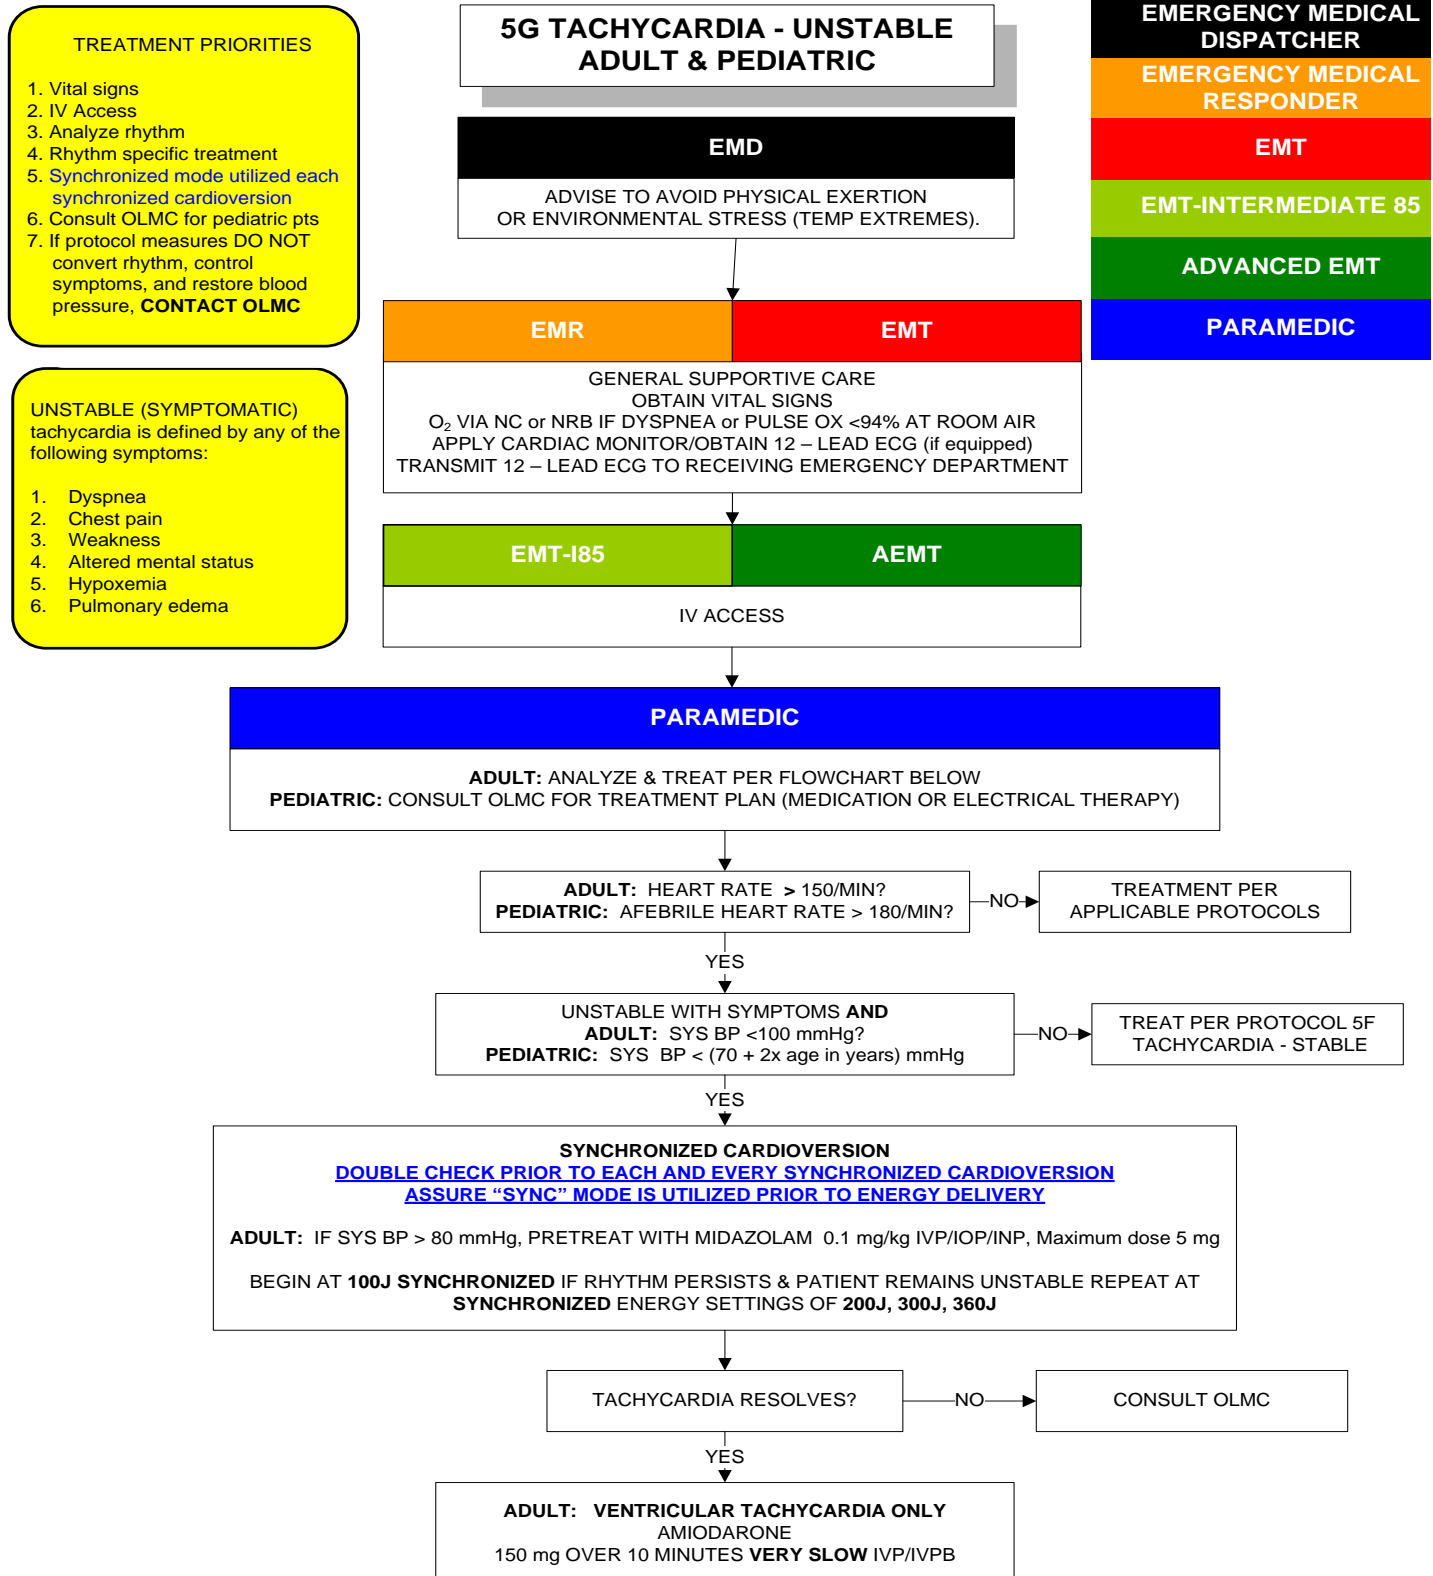 TREATMENT PRIORITIES
1. Vital signs
2. IV Access
3. Analyze rhythm
4. Rhythm specific treatment
5. Synchronized mode utilized each
synchronized cardioversion
6. Consult OLMC for pediatric pts
7. If protocol measures DO NOT
convert rhythm, control
symptoms, and restore blood
pressure, CONTACT OLMC
UNSTABLE (SYMPTOMATIC)
tachycardia is defined by any of the
following symptoms:
1. Dyspnea
2. Chest pain
3. Weakness
4. Altered mental status
5. Hypoxemia
6. Pulmonary edema
5G TACHYCARDIA - UNSTABLE
ADULT & PEDIATRIC
EMERGENCY MEDICAL
DISPATCHER
EMERGENCY MEDICAL
RESPONDER
EMT
EMT-INTERMEDIATE 85
ADVANCED EMT
PARAMEDIC
EMD
ADVISE TO AVOID PHYSICAL EXERTION
OR ENVIRONMENTAL STRESS (TEMP EXTREMES).
EMR
EMT
GENERAL SUPPORTIVE CARE
OBTAIN VITAL SIGNS
O₂ VIA NC or NRB IF DYSPNEA or PULSE OX <94% AT ROOM AIR
APPLY CARDIAC MONITOR/OBTAIN 12 – LEAD ECG (if equipped)
TRANSMIT 12 – LEAD ECG TO RECEIVING EMERGENCY DEPARTMENT
EMT-I85
AEMT
IV ACCESS
PARAMEDIC
ADULT: ANALYZE & TREAT PER FLOWCHART BELOW
PEDIATRIC: CONSULT OLMC FOR TREATMENT PLAN (MEDICATION OR ELECTRICAL THERAPY)
ADULT: HEART RATE > 150/MIN?
PEDIATRIC: AFEBRILE HEART RATE > 180/MIN?
NO
TREATMENT PER
APPLICABLE PROTOCOLS
YES
UNSTABLE WITH SYMPTOMS AND
ADULT: SYS BP <100 mmHg?
PEDIATRIC: SYS BP < (70 + 2x age in years) mmHg
NO
TREAT PER PROTOCOL 5F
TACHYCARDIA - STABLE
YES
SYNCHRONIZED CARDIOVERSION
DOUBLE CHECK PRIOR TO EACH AND EVERY SYNCHRONIZED CARDIOVERSION
ASSURE “SYNC” MODE IS UTILIZED PRIOR TO ENERGY DELIVERY
ADULT: IF SYS BP > 80 mmHg, PRETREAT WITH MIDAZOLAM 0.1 mg/kg IVP/IOP/INP, Maximum dose 5 mg
BEGIN AT 100J SYNCHRONIZED IF RHYTHM PERSISTS & PATIENT REMAINS UNSTABLE REPEAT AT
SYNCHRONIZED ENERGY SETTINGS OF 200J, 300J, 360J
TACHYCARDIA RESOLVES?
NO
CONSULT OLMC
YES
ADULT: VENTRICULAR TACHYCARDIA ONLY
AMIODARONE
150 mg OVER 10 MINUTES VERY SLOW IVP/IVPB